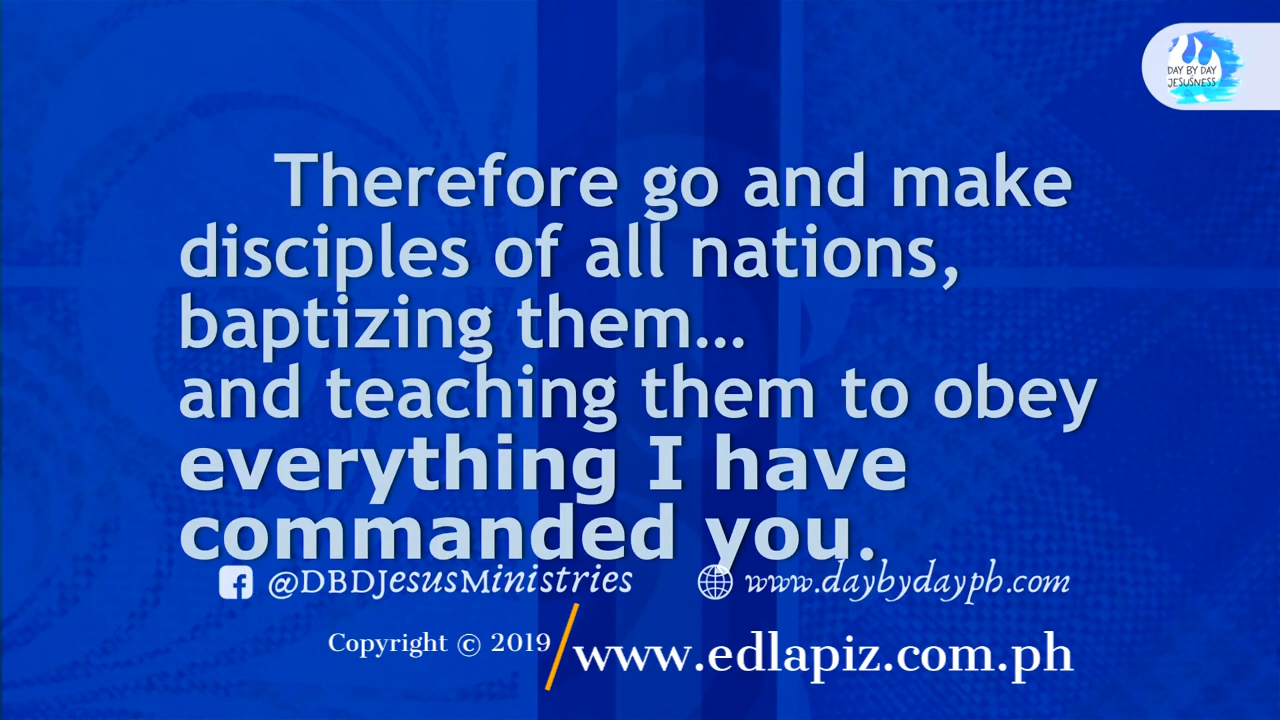 DAY BY DAY
JESUSNESS
Therefore go and make
disciples of all nations,
baptizing them...
and teaching them to obey
everything I have
commanded you.
@DBDJesusMinistries
www.daybydayph.com
Copyright © 2019
www.edlapiz.com.ph